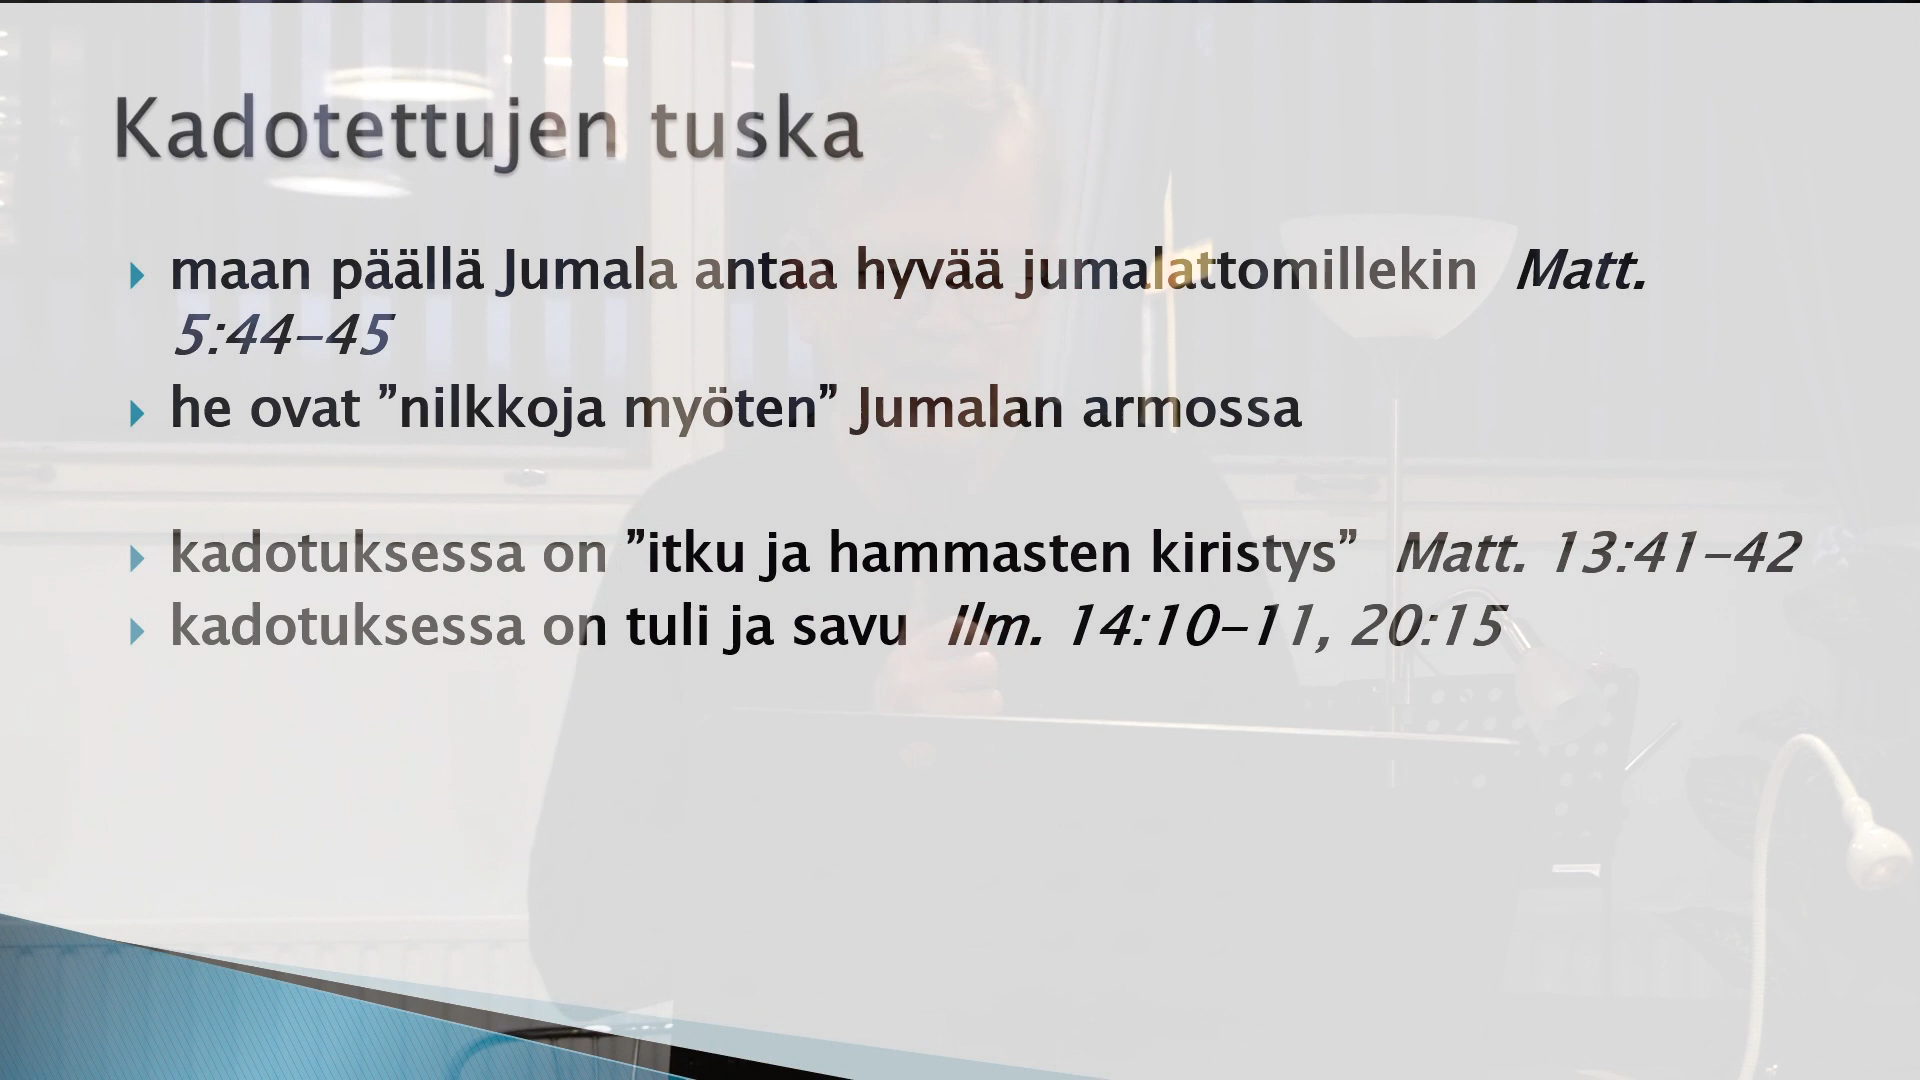 Kadotettujen tuska
maan päällä Jumala antaa hyvää jumalattomillekin Matt.
5:44-45
he ovat ”nilkkoja myöten” Jumalan armossa
kadotuksessa on ”itku ja hammasten kiristys” Matt. 13:41-42
kadotuksessa on tuli ja savu Ilm. 14:10-11, 20:15